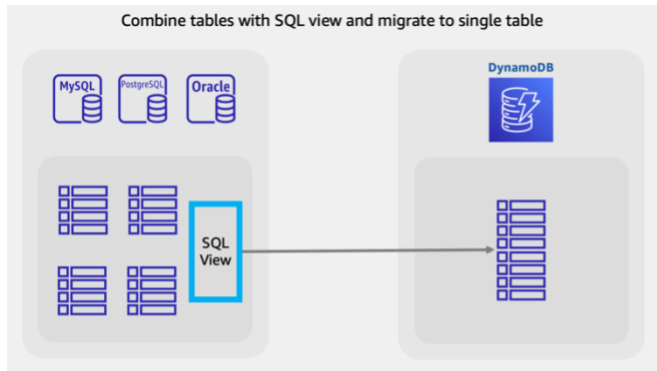 Combine tables with SQL view and migrate to single table
MySQL
PostgreSQL
Oracle
DynamoDB
SQL
View